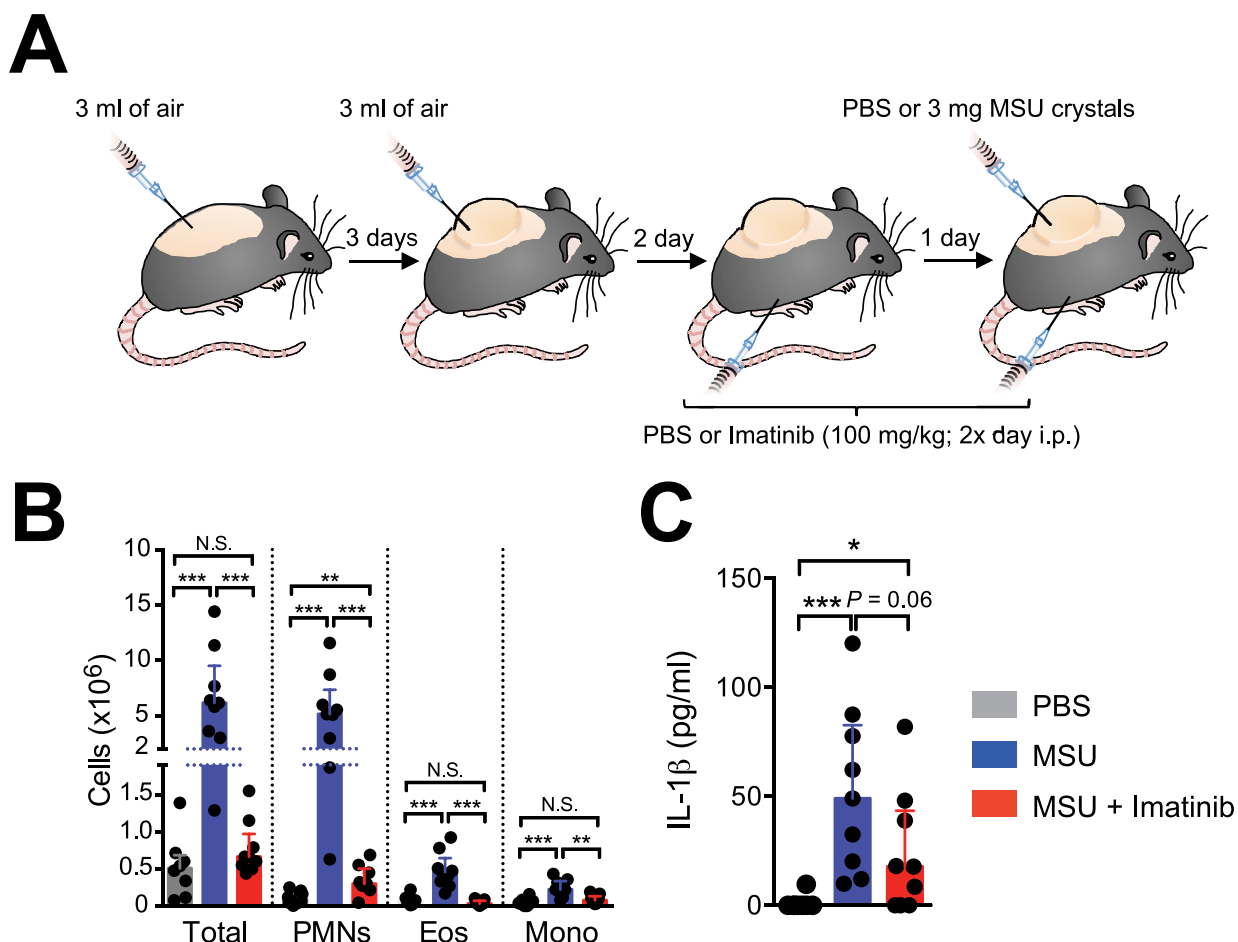 A
3 ml of air
3 ml of air
PBS or 3 mg MSU crystals
3 days
2 day
1 day
PBS or Imatinib (100 mg/kg; 2x day i.p.)
B
Cells (x10⁶)
10
15
10
5
2
1.5
1.0
0.5
0
N.S.
*** ***
**
*** ***
N.S.
*** ***
N.S.
*** **
Total PMNs Eos Mono
C
IL-1β (pg/ml)
150
100
50
0
*
*** P = 0.06
PBS
MSU
MSU + Imatinib